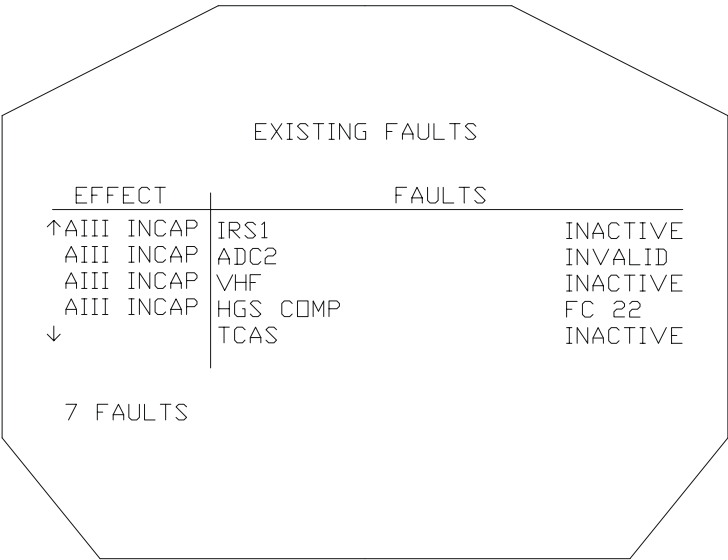 EXISTING FAULTS
EFFECT FAULTS
↑AIII INCAP IRS1 INACTIVE
AIII INCAP ADC2 INVALID
AIII INCAP VHF INACTIVE
AIII INCAP HGS COMP FC 22
↓ TCAS INACTIVE
7 FAULTS